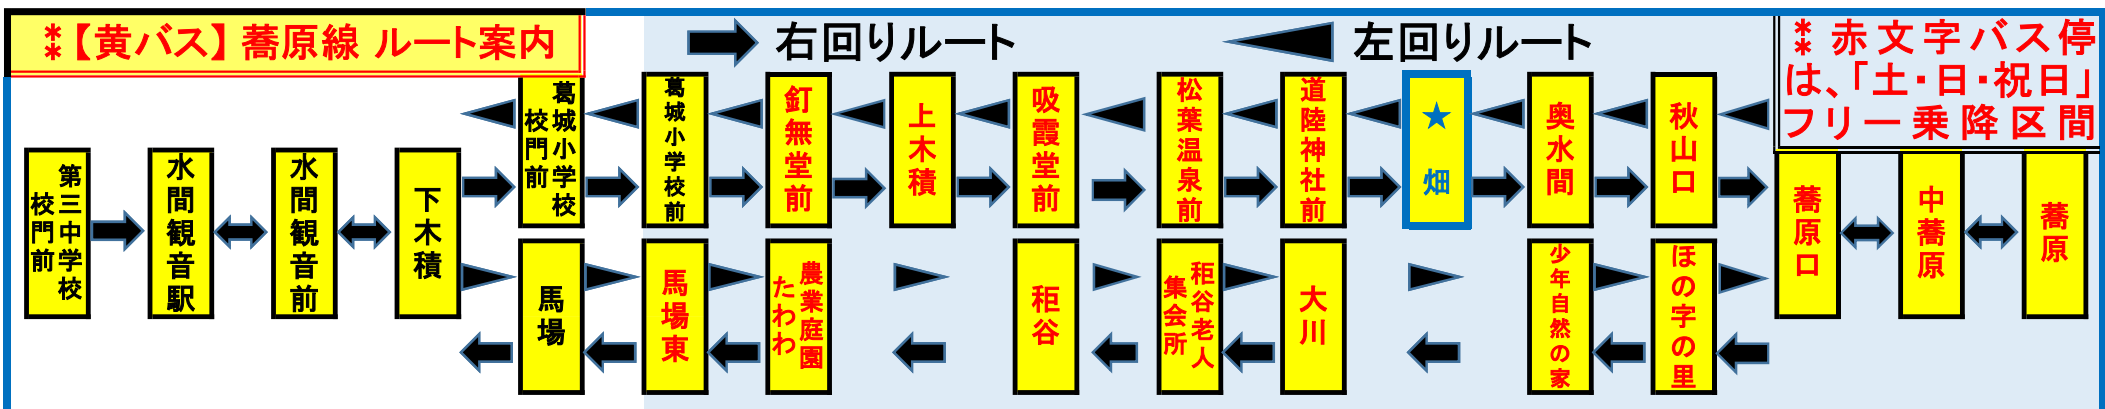 ⁑【黄バス】蕎原線 ルート案内
右回りルート
左回りルート
⁑ 赤文字バス停
は、「土・日・祝日」
フリー乗降区間
第三中学校
校門前
水間観音駅
水間観音前
下木積
葛城小学校
校門前
葛城小学校前
釘無堂前
上木積
吸霞堂前
松葉温泉前
道陸神社前
★畑
奥水間
秋山口
蕎原口
中蕎原
蕎原
馬場
馬場東
農業庭園
たわわ
秬谷
秬谷老人
集会所
大川
少年自然の家
ほの字の里